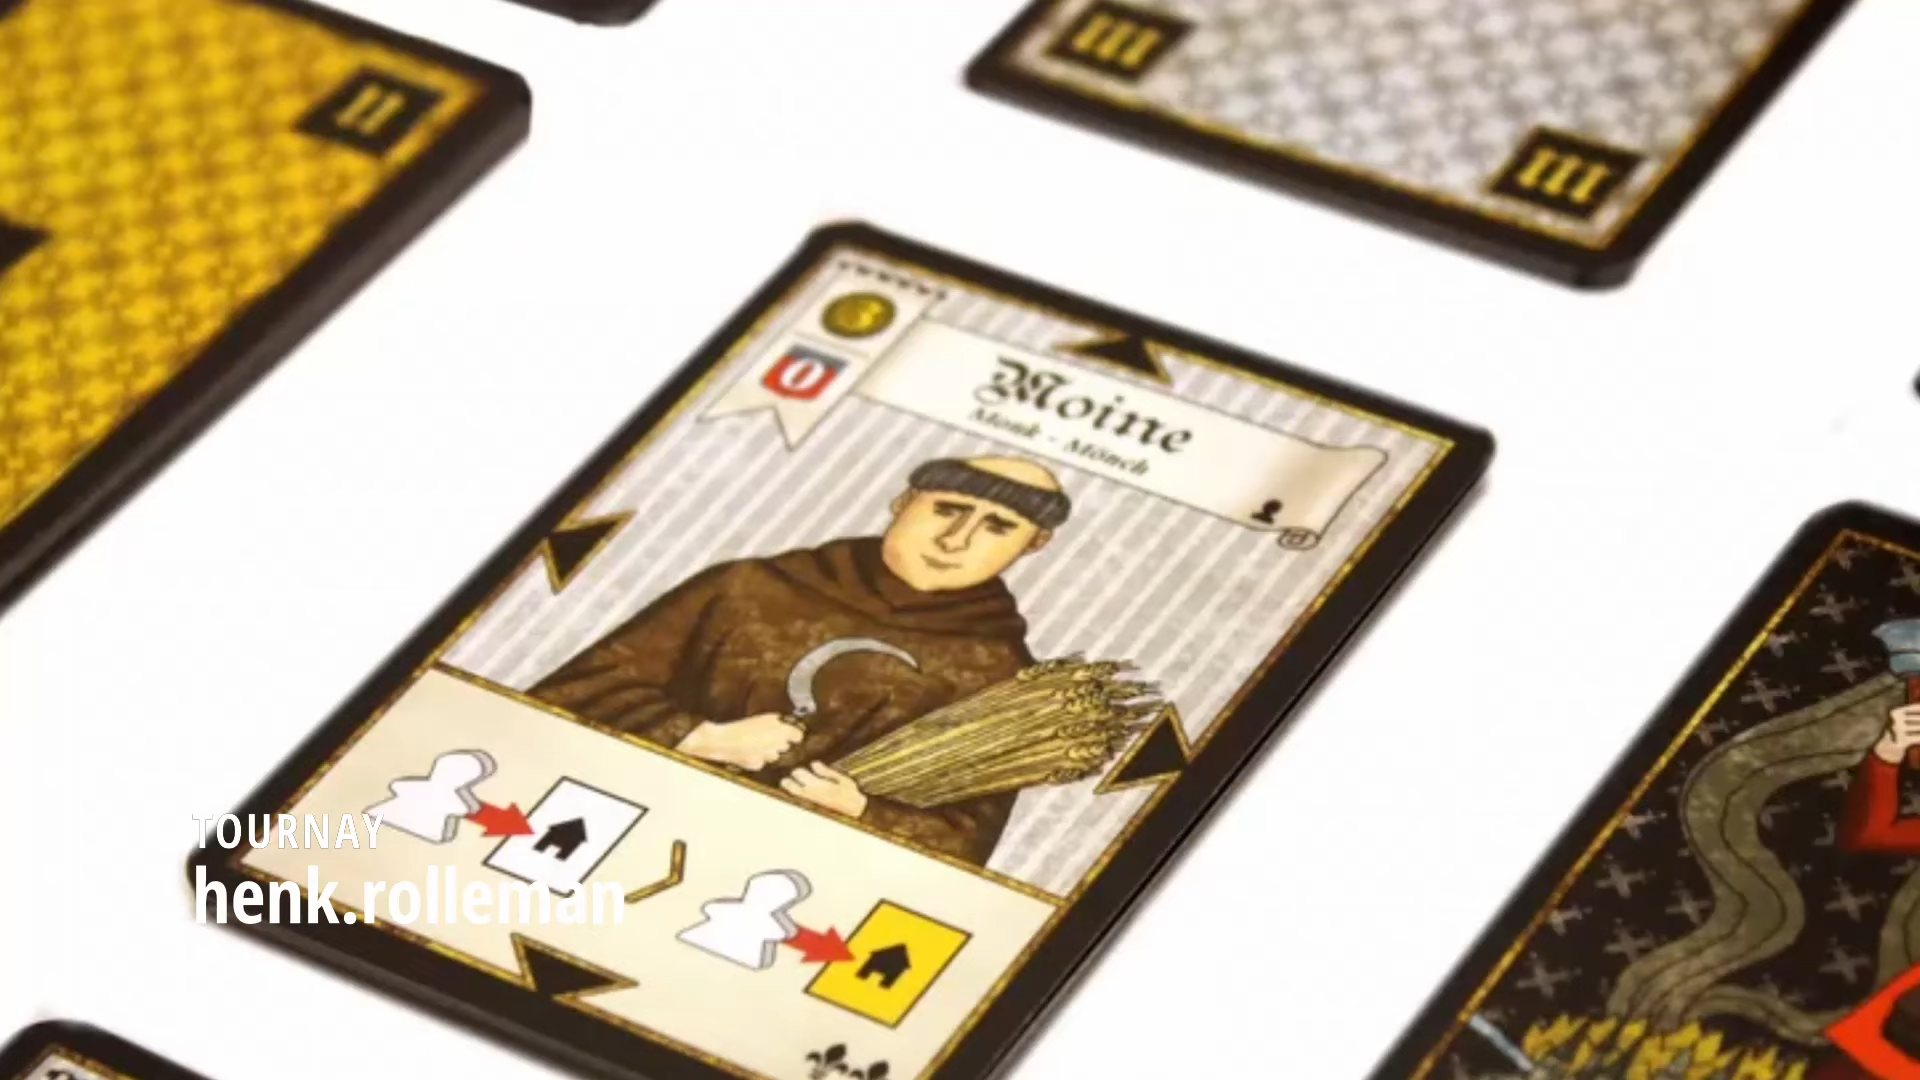 II
III
III
3
0
Moine
Monk - Mönch
TOURNAY
henk.rolleman